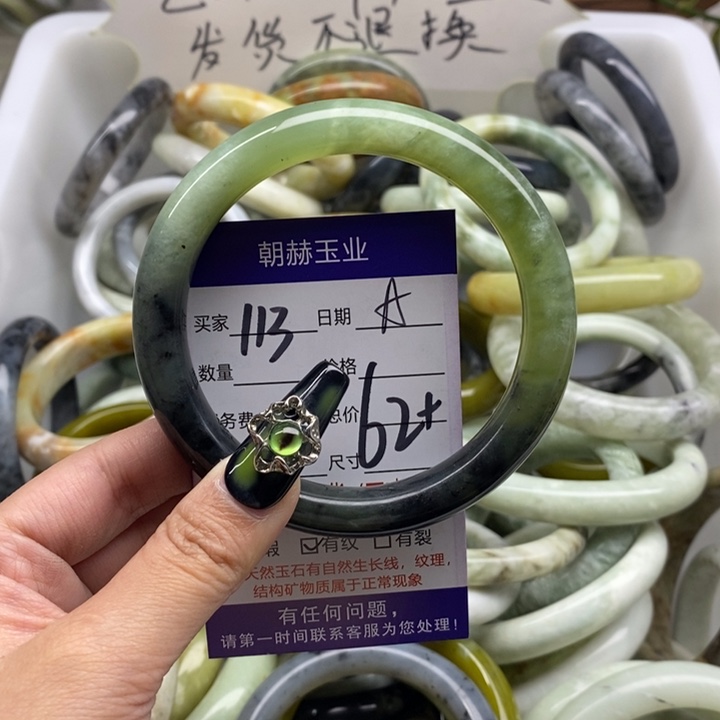 发货不退换
朝赫玉业
买家 113 日期 A
数量 价格
务费 总价 62+
尺寸
瑕 ☑有纹 □有裂
天然玉石有自然生长线，纹理，
结构矿物质属于正常现象
有任何问题，
请第一时间联系客服为您处理！